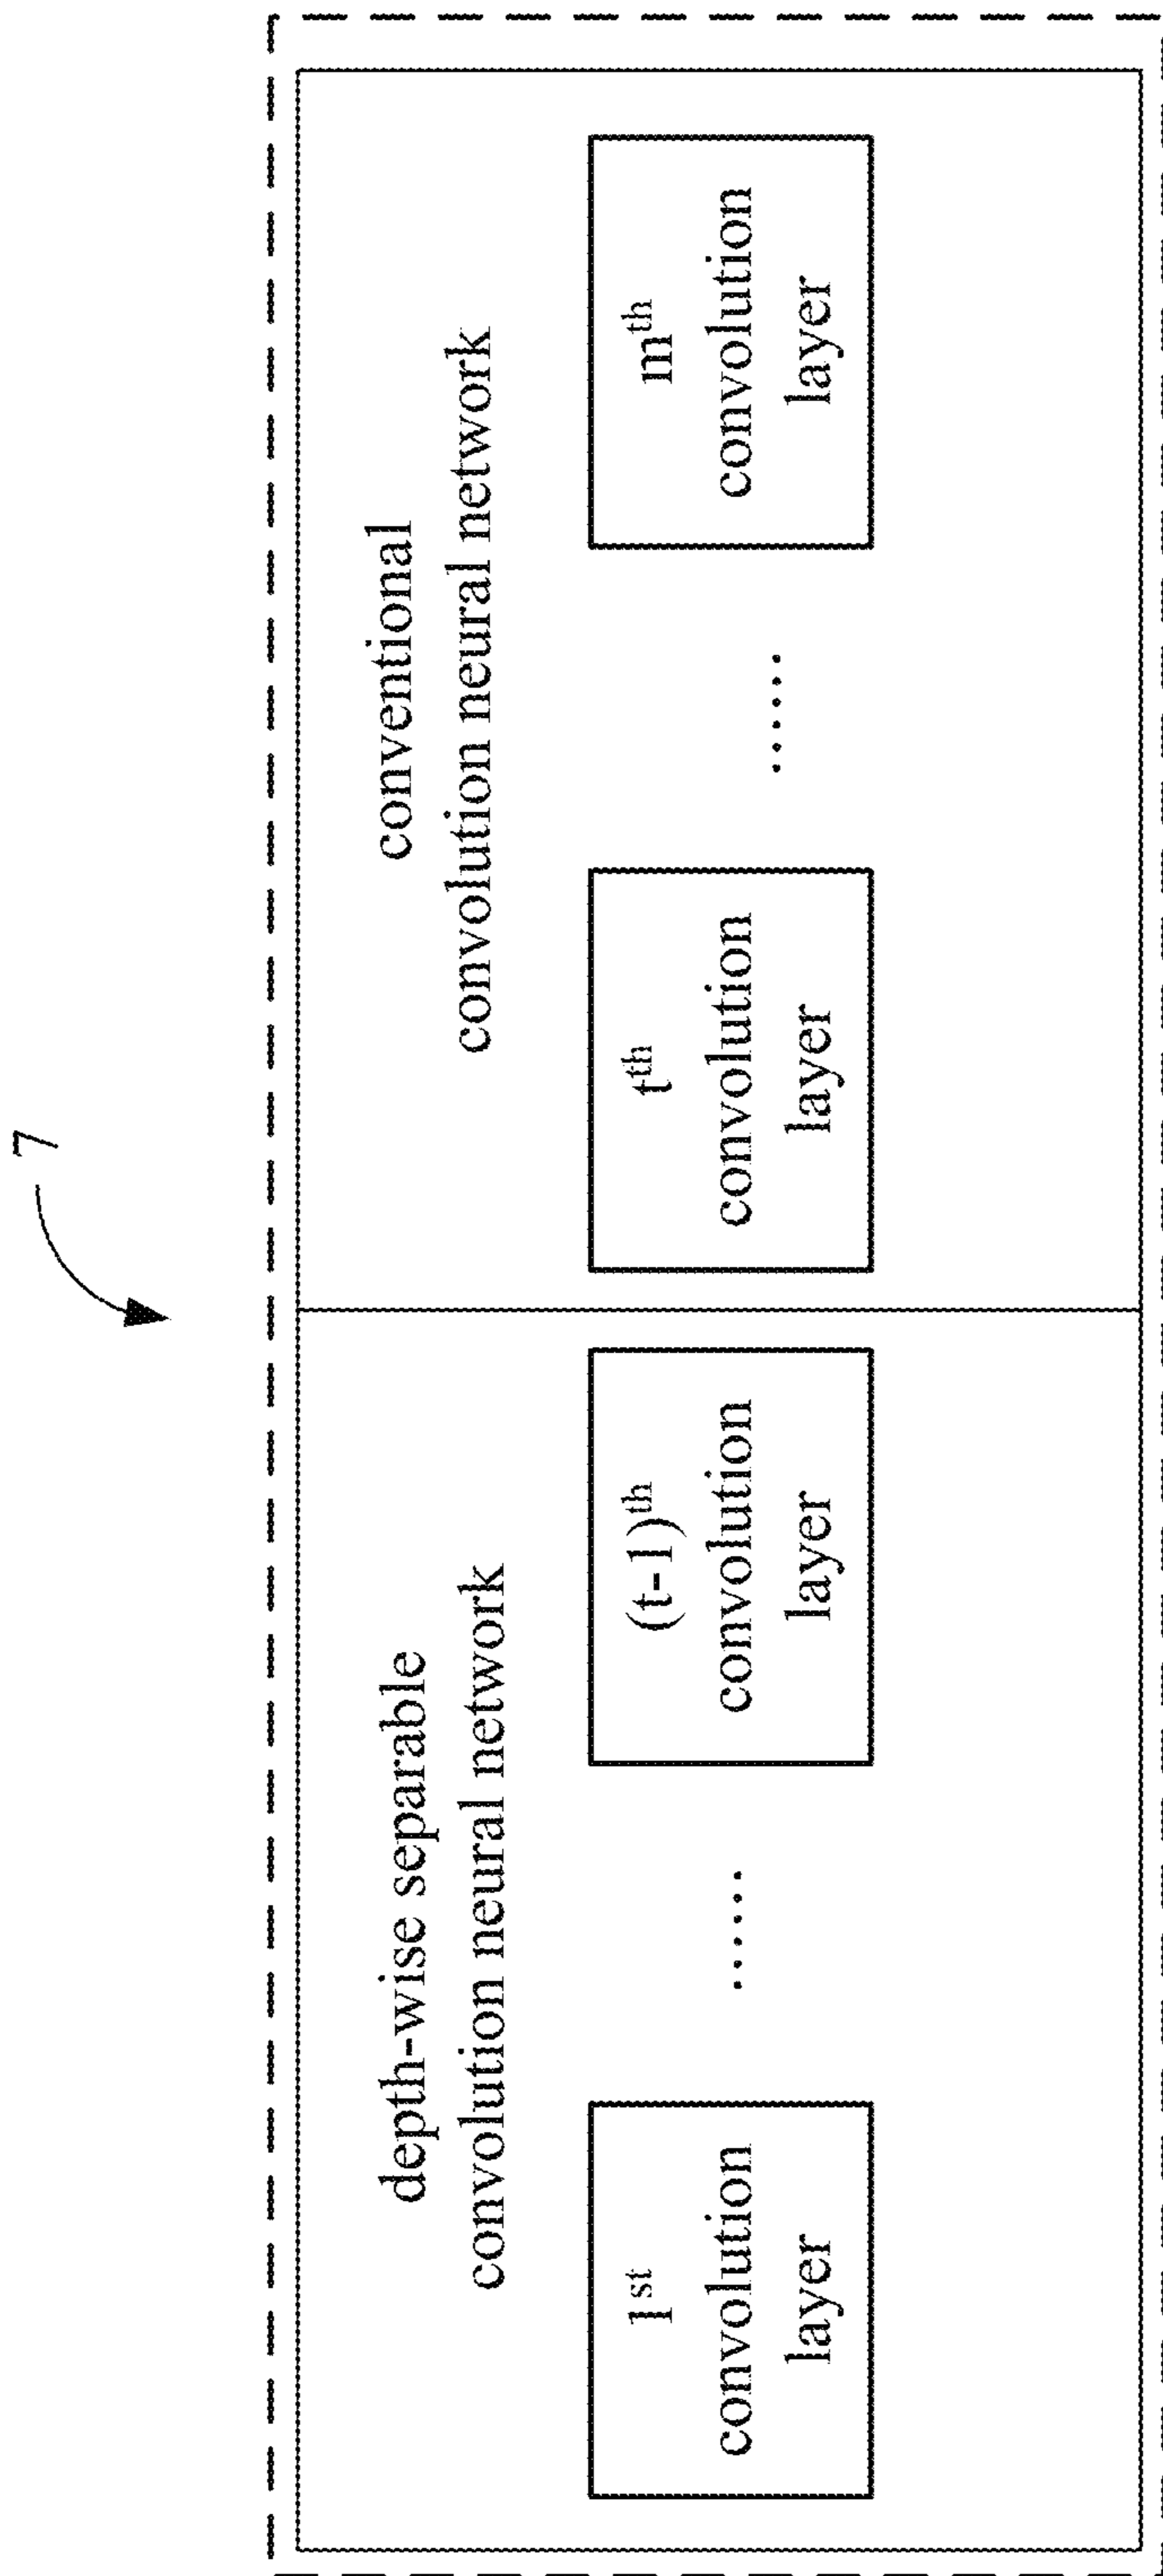 7
depth-wise separable
convolution neural network
1st
convolution
layer
......
(t-1)th
convolution
layer
conventional
convolution neural network
tth
convolution
layer
......
mth
convolution
layer